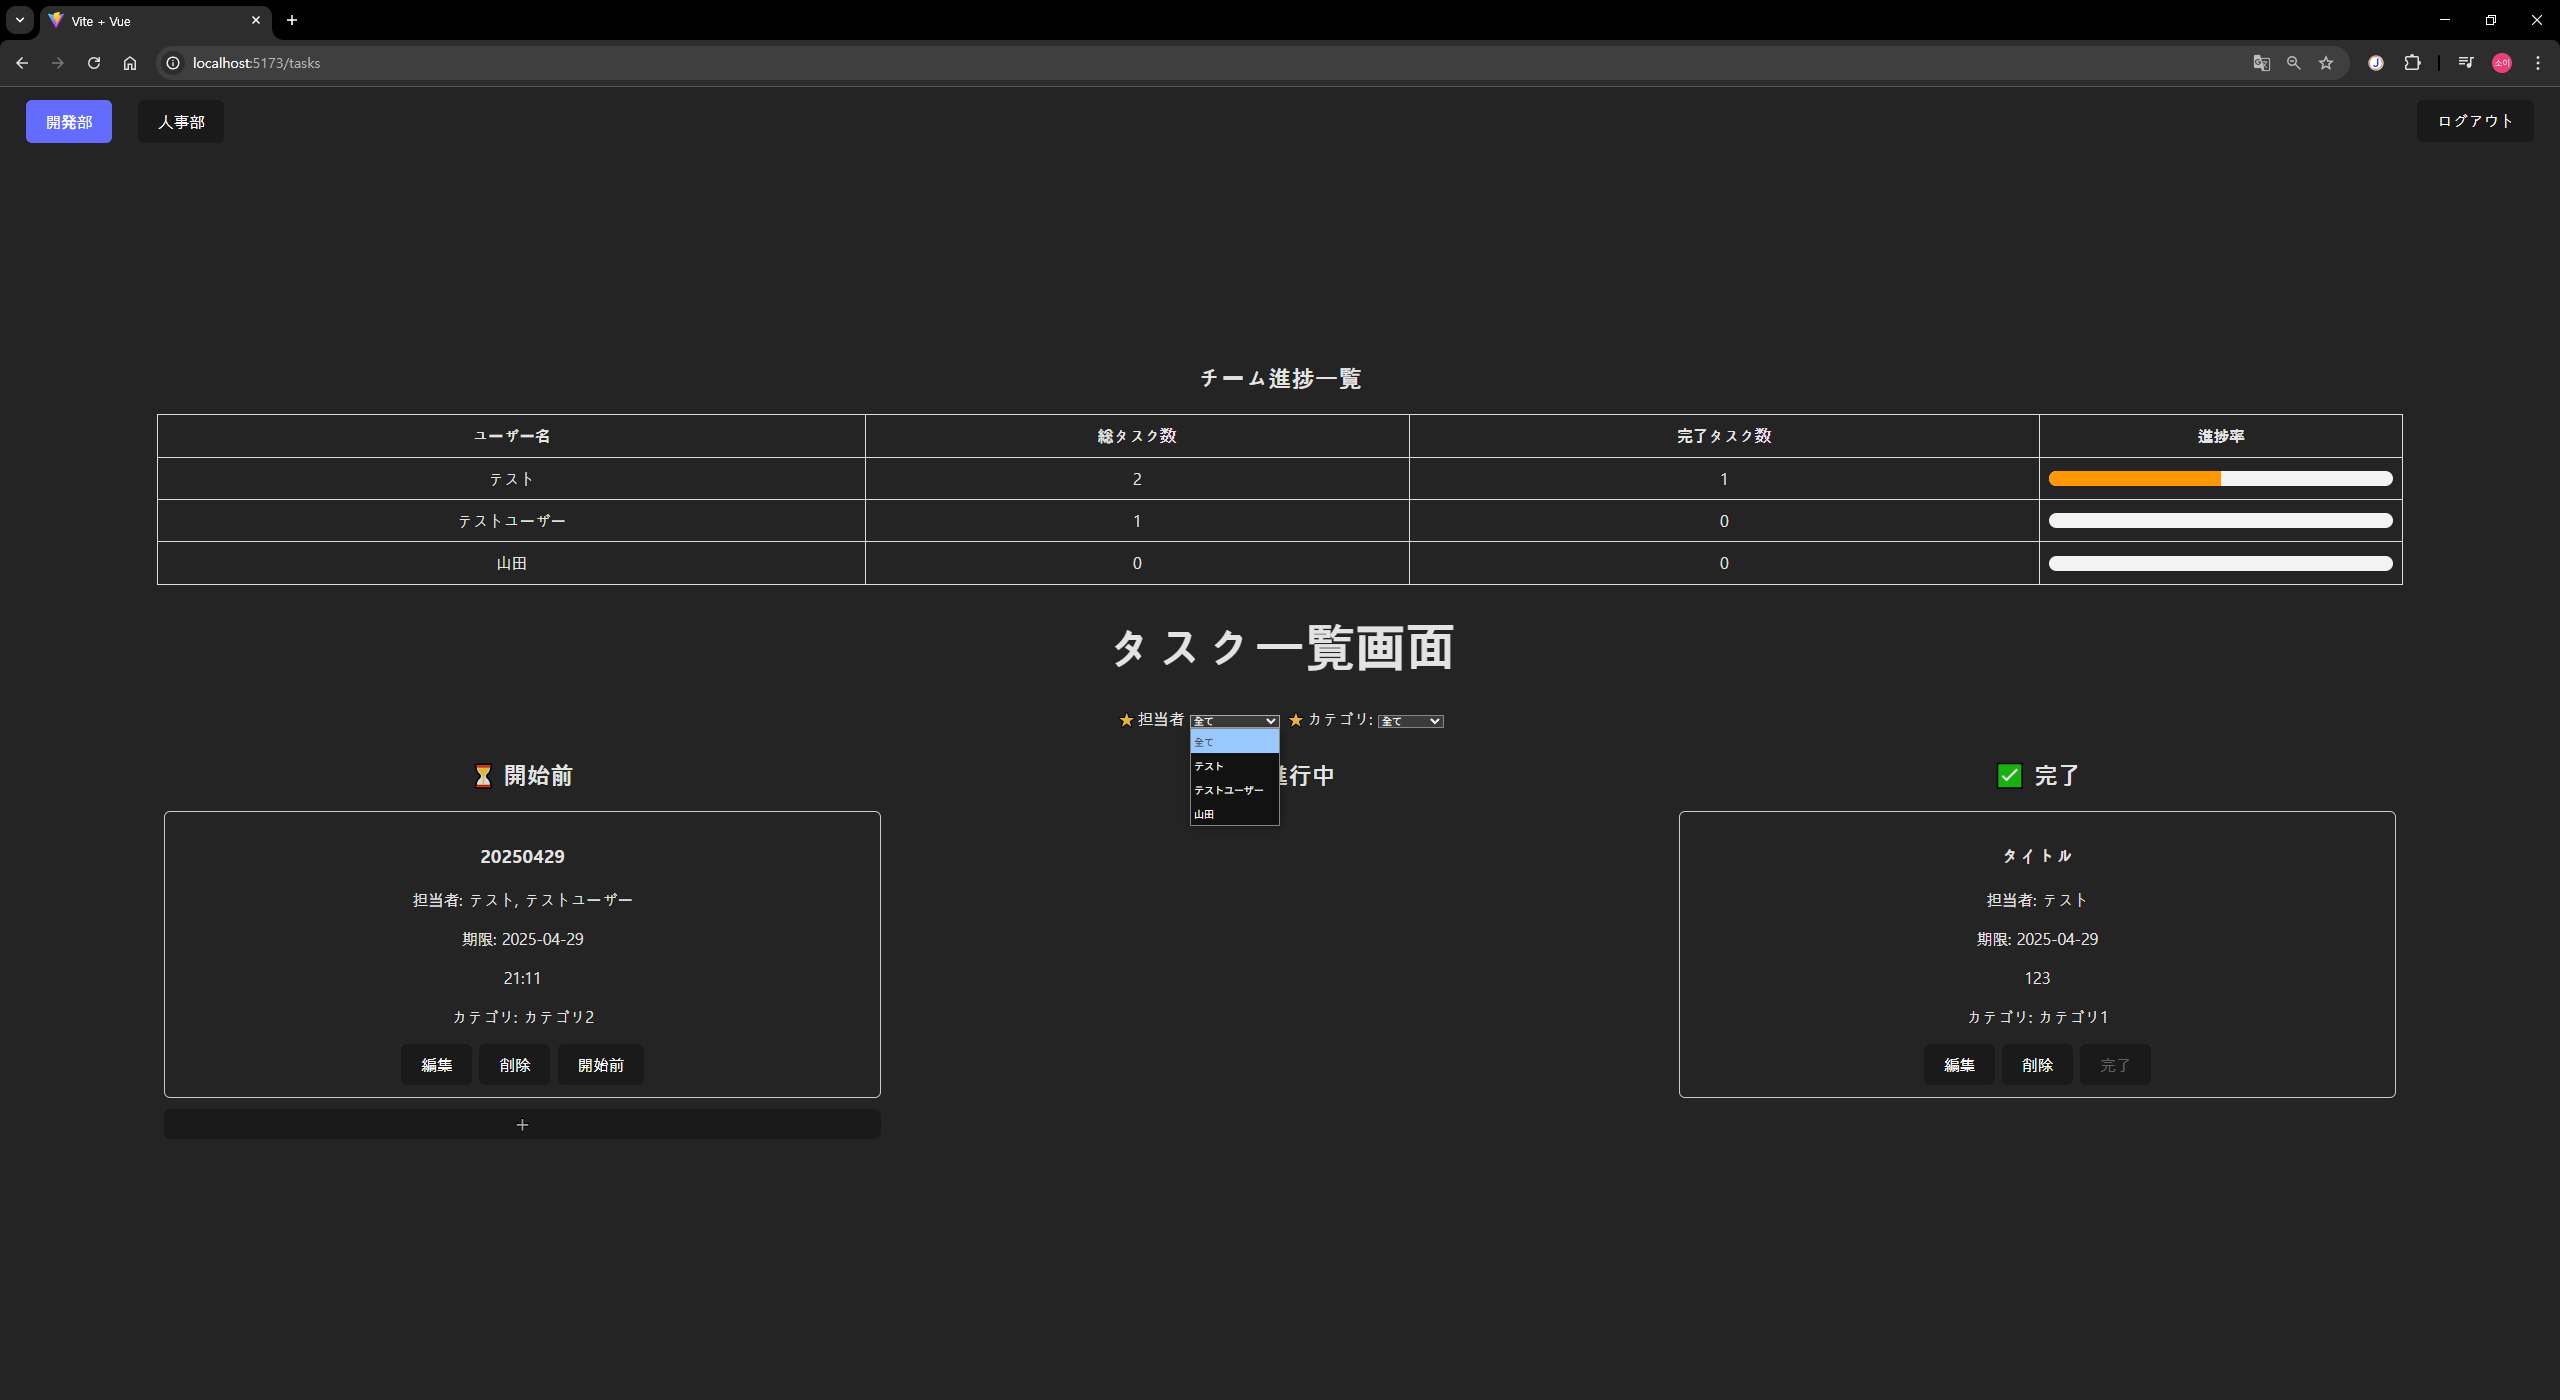 Vite + Vue
localhost:5173/tasks
소이
開発部 人事部 ログアウト
チーム進捗一覧
ユーザー名 総タスク数 完了タスク数 進捗率
テスト 2 1
テストユーザー 1 0
山田 0 0
タスク一覧画面
担当者 全て カテゴリ: 全て
全て
テスト
テストユーザー
山田
開始前
行中
完了
20250429
担当者: テスト, テストユーザー
期限: 2025-04-29
21:11
カテゴリ: カテゴリ2
編集 削除 開始前
+
タイトル
担当者: テスト
期限: 2025-04-29
123
カテゴリ: カテゴリ1
編集 削除 完了